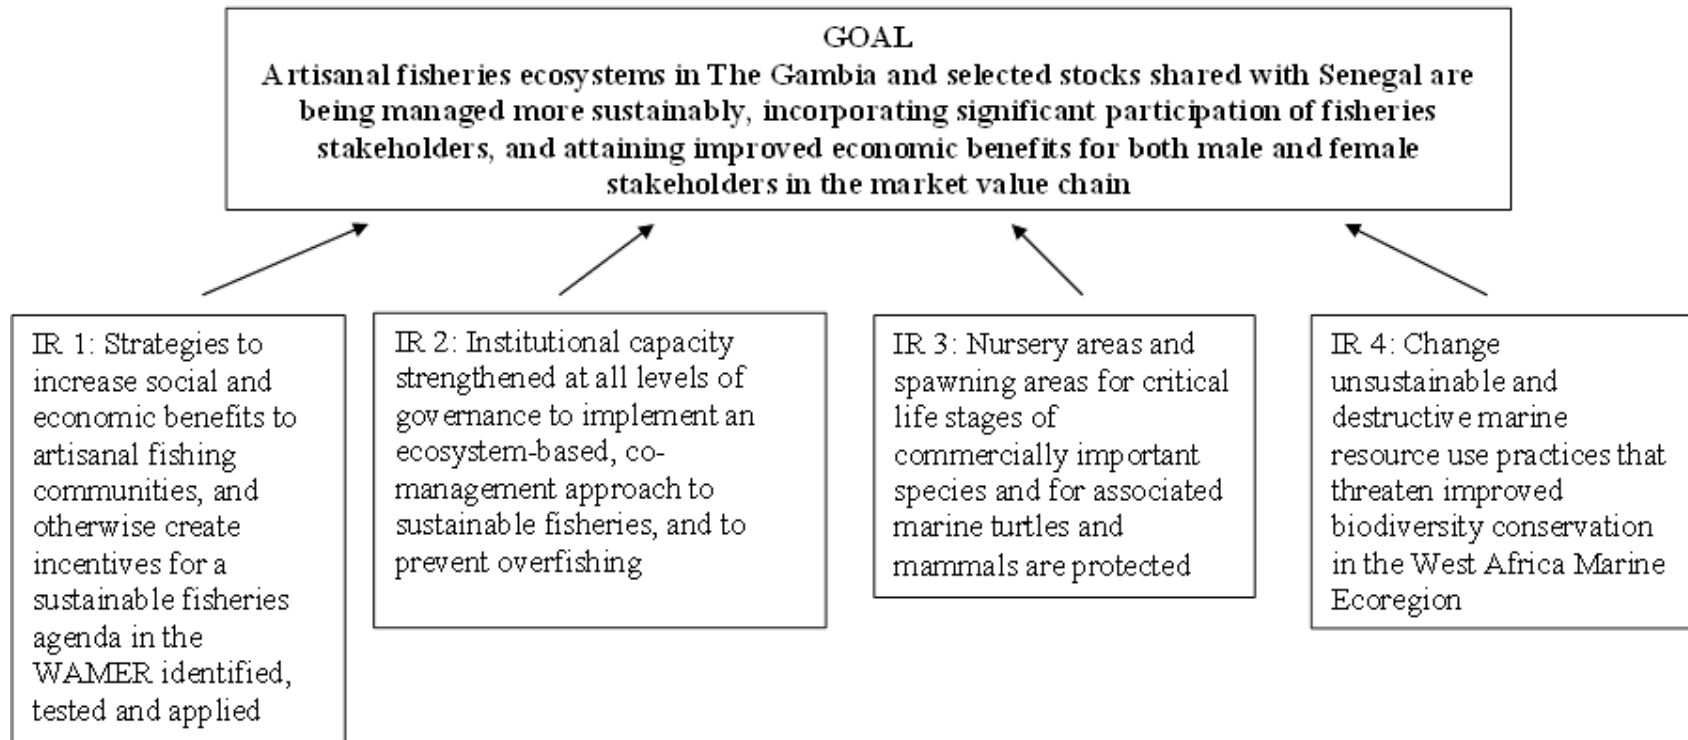 GOAL
Artisanal fisheries ecosystems in The Gambia and selected stocks shared with Senegal are
being managed more sustainably, incorporating significant participation of fisheries
stakeholders, and attaining improved economic benefits for both male and female
stakeholders in the market value chain
IR 1: Strategies to
increase social and
economic benefits to
artisanal fishing
communities, and
otherwise create
incentives for a
sustainable fisheries
agenda in the
WAMER identified,
tested and applied
IR 2: Institutional capacity
strengthened at all levels of
governance to implement an
ecosystem-based, co-
management approach to
sustainable fisheries, and to
prevent overfishing
IR 3: Nursery areas and
spawning areas for critical
life stages of
commercially important
species and for associated
marine turtles and
mammals are protected
IR 4: Change
unsustainable and
destructive marine
resource use practices that
threaten improved
biodiversity conservation
in the West Africa Marine
Ecoregion